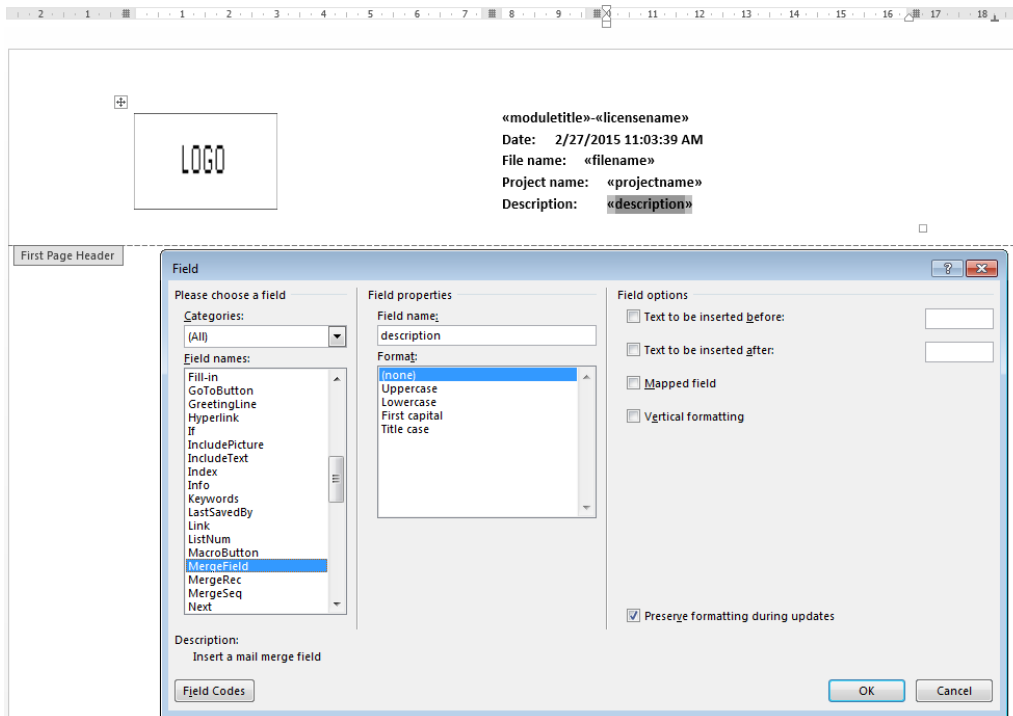 2 1 1 2 3 4 5 6 7 8 9 11 12 13 14 15 16 17 18
LOGO
«moduletitle»-«licensename»
Date: 2/27/2015 11:03:39 AM
File name: «filename»
Project name: «projectname»
Description: «description»
First Page Header
Field
Please choose a field
Categories:
(All)
Field names:
Fill-in
GoToButton
GreetingLine
Hyperlink
If
IncludePicture
IncludeText
Index
Info
Keywords
LastSavedBy
Link
ListNum
MacroButton
MergeField
MergeRec
MergeSeq
Next
Field properties
Field name:
description
Format:
(none)
Uppercase
Lowercase
First capital
Title case
Field options
Text to be inserted before:
Text to be inserted after:
Mapped field
Vertical formatting
Preserve formatting during updates
Description:
Insert a mail merge field
Field Codes
OK Cancel